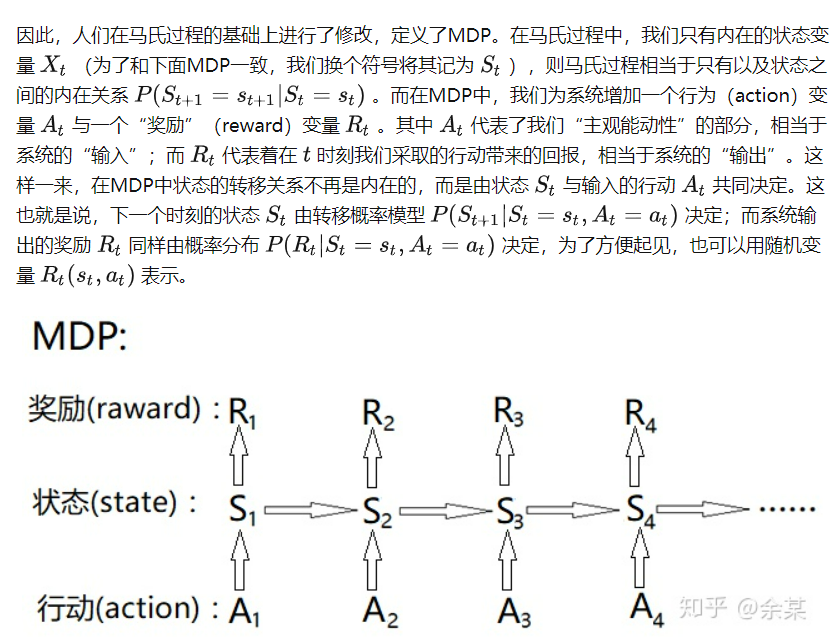 因此，人们在马氏过程的基础上进行了修改，定义了MDP。在马氏过程中，我们只有内在的状态变
量 X_t （为了和下面MDP一致，我们换个符号将其记为 S_t ），则马氏过程相当于只有以及状态之
间的内在关系 P(S_{t+1} = s_{t+1}|S_t = s_t) 。而在MDP中，我们为系统增加一个行为（action）变
量 A_t 与一个“奖励”（reward）变量 R_t 。其中 A_t 代表了我们“主观能动性”的部分，相当于
系统的“输入”；而 R_t 代表着在 t 时刻我们采取的行动带来的回报，相当于系统的“输出”。这
样一来，在MDP中状态的转移关系不再是内在的，而是由状态 S_t 与输入的行动 A_t 共同决定。这
也就是说，下一个时刻的状态 S_t 由转移概率模型 P(S_{t+1}|S_t = s_t, A_t = a_t) 决定；而系统输
出的奖励 R_t 同样由概率分布 P(R_t|S_t = s_t, A_t = a_t) 决定，为了方便起见，也可以用随机变
量 R_t(s_t, a_t) 表示。
MDP:
奖励(raward)：R_1 R_2 R_3 R_4
状态(state)：S_1 S_2 S_3 S_4 ……
行动(action)：A_1 A_2 A_3 A_4
知乎 @余某